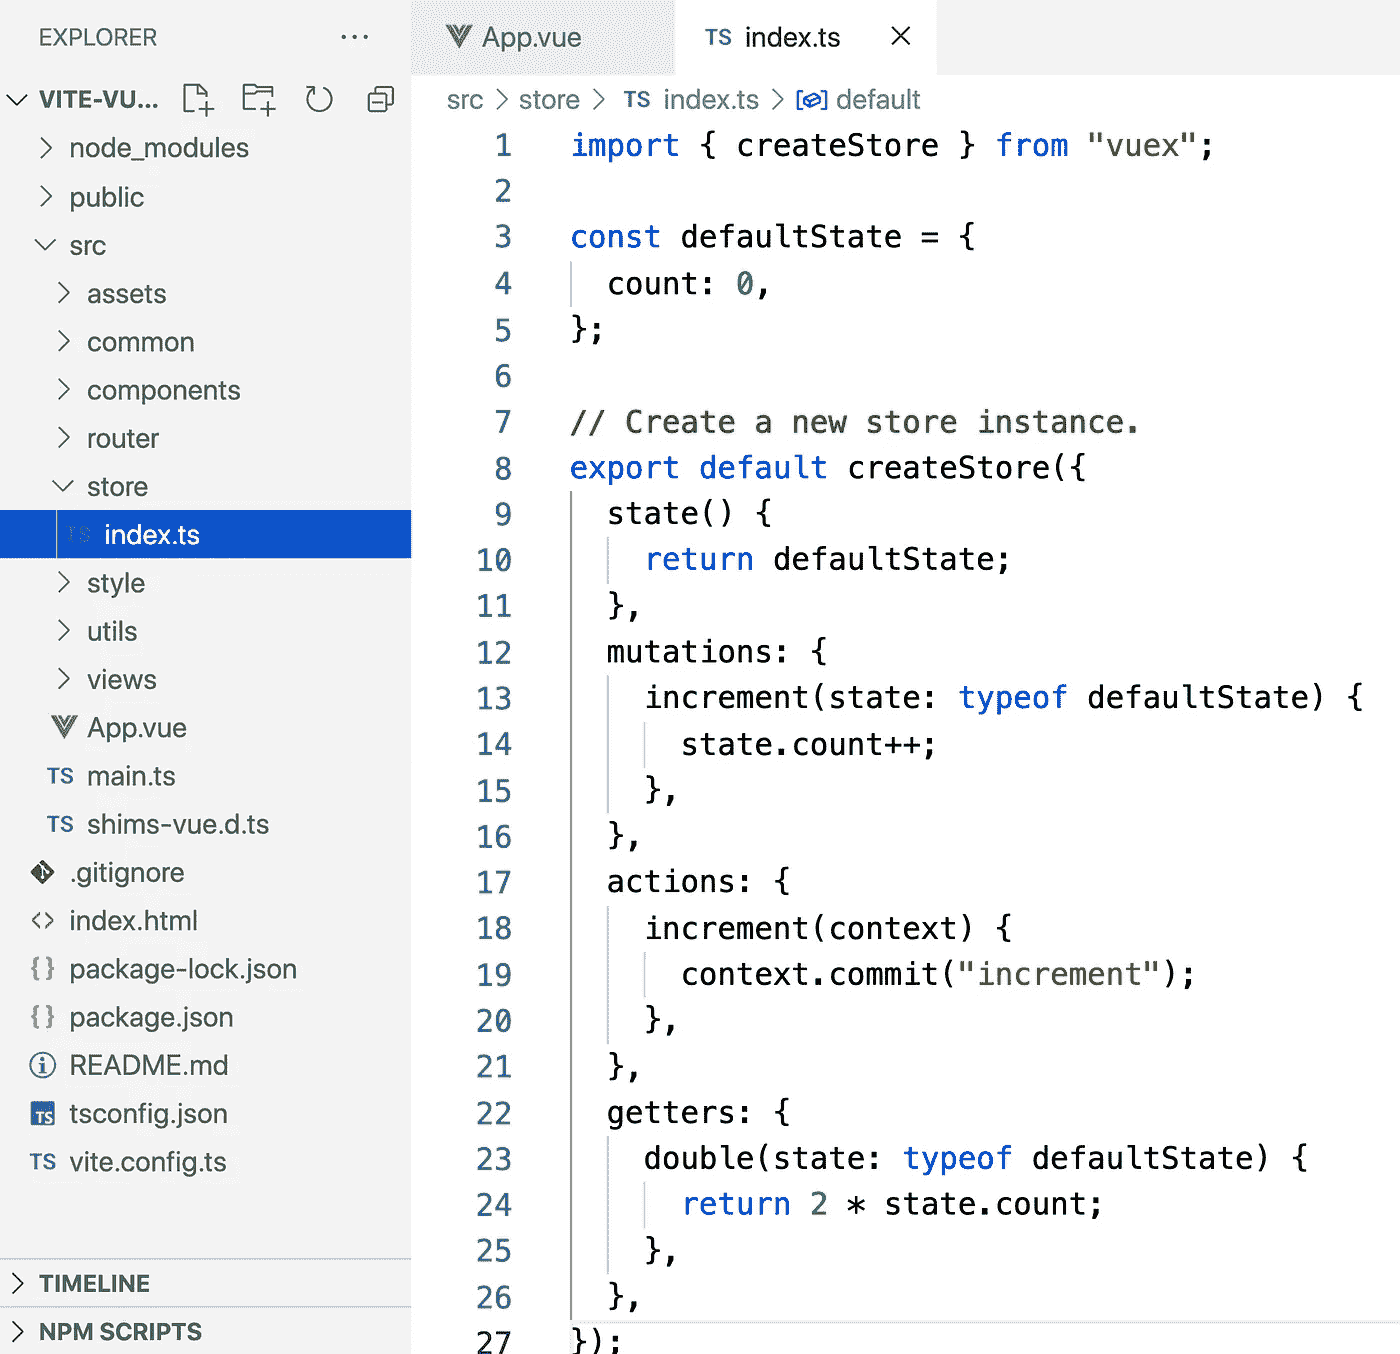 EXPLORER
VITE-VU...
node_modules
public
src
assets
common
components
router
store
TS index.ts
style
utils
views
App.vue
TS main.ts
TS shims-vue.d.ts
.gitignore
<> index.html
{} package-lock.json
{} package.json
README.md
TS tsconfig.json
TS vite.config.ts
TIMELINE
NPM SCRIPTS
App.vue
TS index.ts
src > store > TS index.ts > default
1 import { createStore } from "vuex";
2
3 const defaultState = {
4   count: 0,
5 };
6
7 // Create a new store instance.
8 export default createStore({
9   state() {
10     return defaultState;
11   },
12   mutations: {
13     increment(state: typeof defaultState) {
14       state.count++;
15     },
16   },
17   actions: {
18     increment(context) {
19       context.commit("increment");
20     },
21   },
22   getters: {
23     double(state: typeof defaultState) {
24       return 2 * state.count;
25     },
26   },
27 });